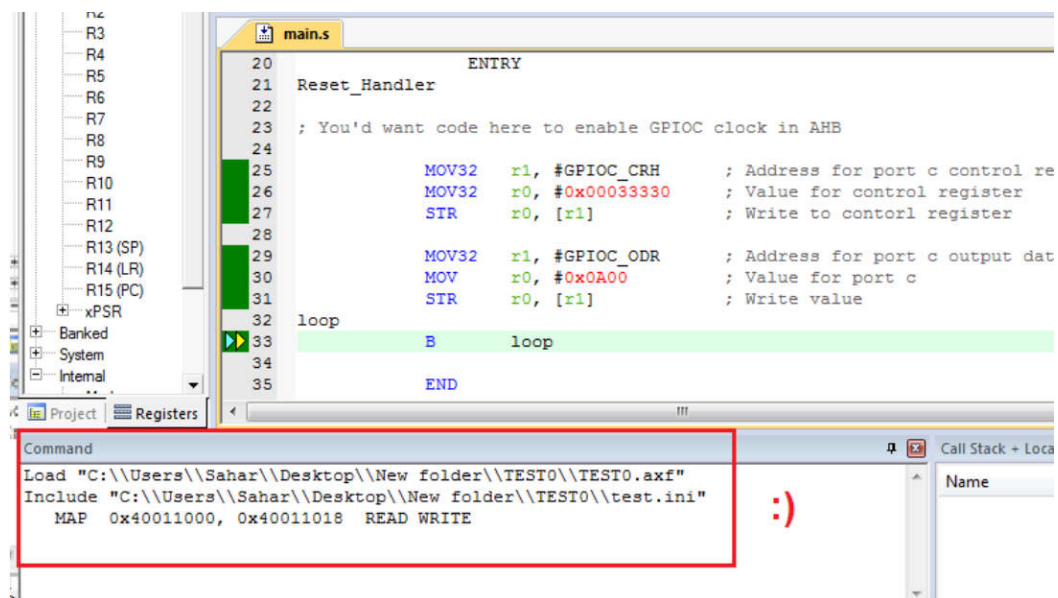 R2
R3
R4
R5
R6
R7
R8
R9
R10
R11
R12
R13 (SP)
R14 (LR)
R15 (PC)
xPSR
Banked
System
Internal
Project
Registers
main.s
20 ENTRY
21 Reset_Handler
22
23 ; You'd want code here to enable GPIOC clock in AHB
24
25 MOV32 r1, #GPIOC_CRH ; Address for port c control re
26 MOV32 r0, #0x00033330 ; Value for control register
27 STR r0, [r1] ; Write to contorl register
28
29 MOV32 r1, #GPIOC_ODR ; Address for port c output dat
30 MOV r0, #0x0A00 ; Value for port c
31 STR r0, [r1] ; Write value
32 loop
33 B loop
34
35 END
Command
Load "C:\\Users\\Sahar\\Desktop\\New folder\\TEST0\\TEST0.axf"
Include "C:\\Users\\Sahar\\Desktop\\New folder\\TEST0\\test.ini"
MAP 0x40011000, 0x40011018 READ WRITE
:)
Call Stack + Loca
Name